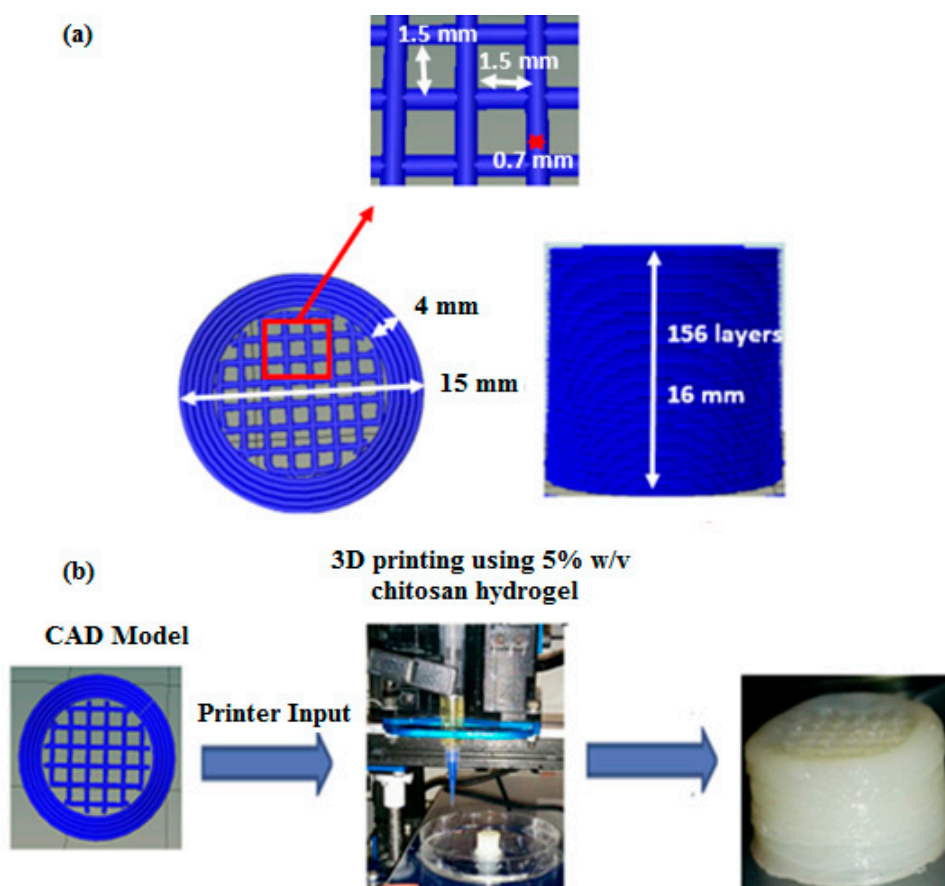 (a)
1.5 mm
1.5 mm
0.7 mm
4 mm
15 mm
156 layers
16 mm
(b)
3D printing using 5% w/v
chitosan hydrogel
CAD Model
Printer Input